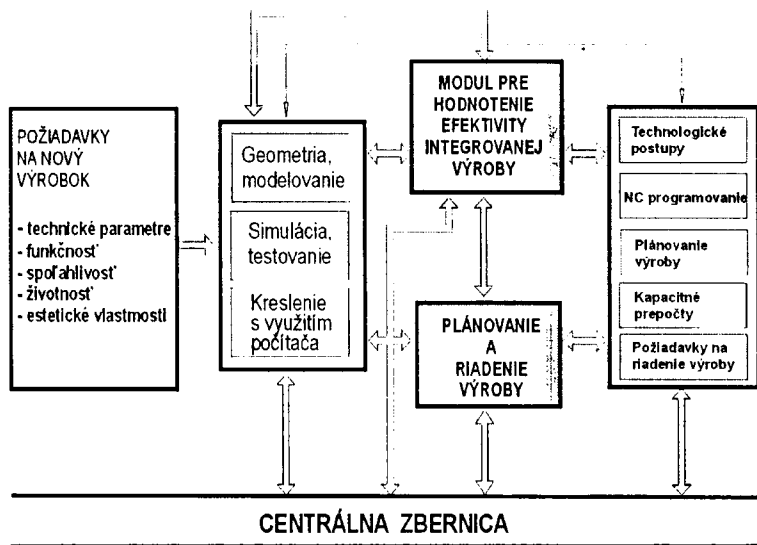 POŽIADAVKY
NA NOVÝ
VÝROBOK
- technické parametre
- funkčnosť
- spoľahlivosť
- životnosť
- estetické vlastmosti
Geometria,
modelovanie
Simulácia,
testovanie
Kreslenie
s využitím
počítača
MODUL PRE
HODNOTENIE
EFEKTIVITY
INTEGROVANEJ
VÝROBY
PLÁNOVANIE
A
RIADENIE
VÝROBY
Technologické
postupy
NC programovanie
Plánovanie
výroby
Kapacitné
prepočty
Požiadavky na
riadenie výroby
CENTRÁLNA ZBERNICA